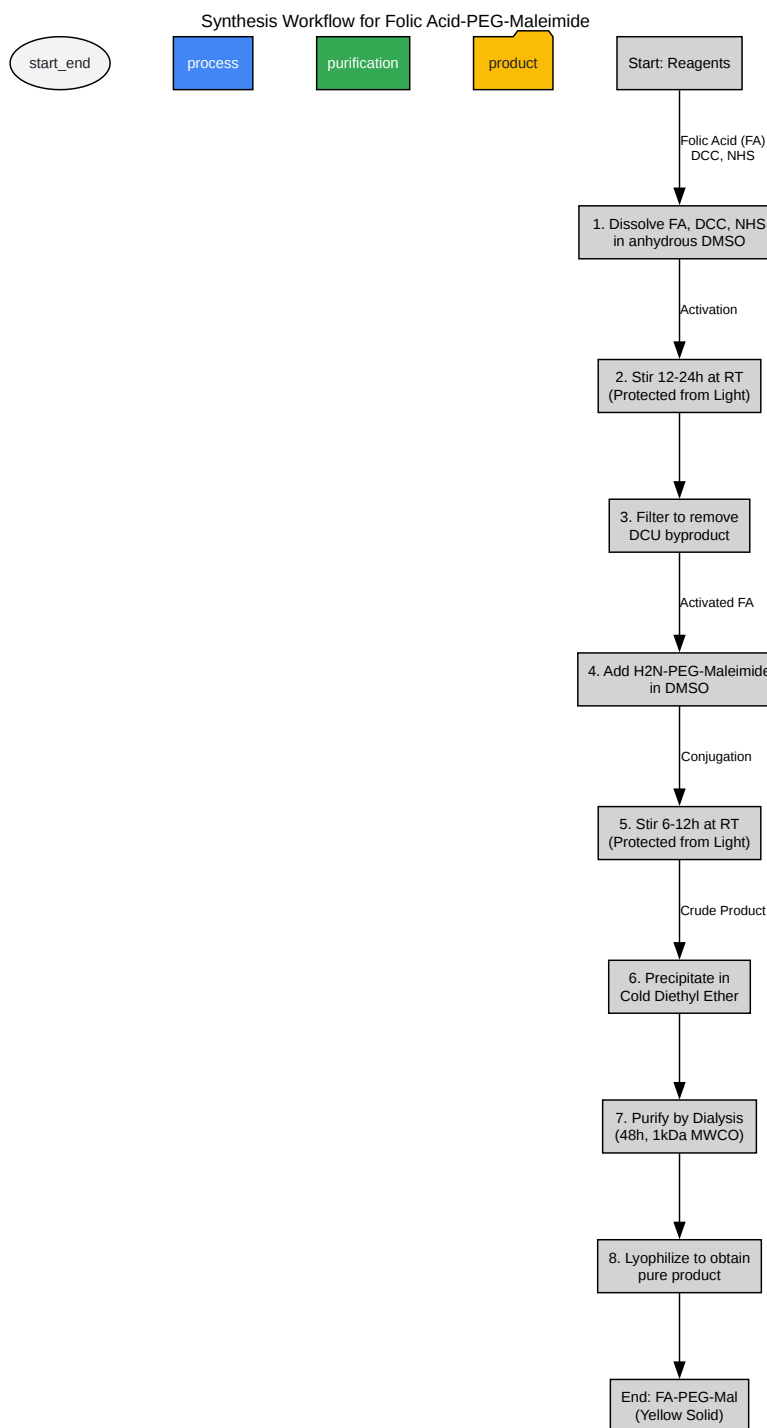 Synthesis Workflow for Folic Acid-PEG-Maleimide
start_end
process
purification
product
Start: Reagents
Folic Acid (FA)
DCC, NHS
1. Dissolve FA, DCC, NHS
in anhydrous DMSO
Activation
2. Stir 12-24h at RT
(Protected from Light)
3. Filter to remove
DCU byproduct
Activated FA
4. Add H2N-PEG-Maleimide
in DMSO
Conjugation
5. Stir 6-12h at RT
(Protected from Light)
Crude Product
6. Precipitate in
Cold Diethyl Ether
7. Purify by Dialysis
(48h, 1kDa MWCO)
8. Lyophilize to obtain
pure product
End: FA-PEG-Mal
(Yellow Solid)